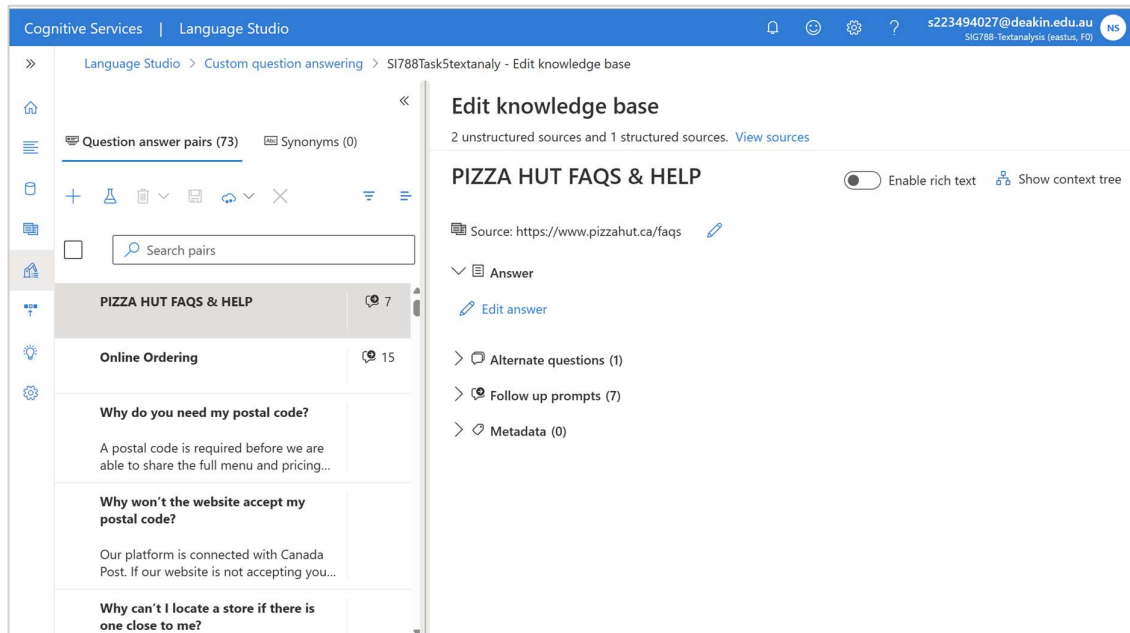 Cognitive Services | Language Studio
s223494027@deakin.edu.au
SIG788-Textanalysis (eastus, F0)
NS
Language Studio > Custom question answering > SI788Task5textanaly - Edit knowledge base
Question answer pairs (73)
Synonyms (0)
Search pairs
PIZZA HUT FAQS & HELP
7
Online Ordering
15
Why do you need my postal code?
A postal code is required before we are
able to share the full menu and pricing...
Why won't the website accept my
postal code?
Our platform is connected with Canada
Post. If our website is not accepting you...
Why can't I locate a store if there is
one close to me?
Edit knowledge base
2 unstructured sources and 1 structured sources. View sources
PIZZA HUT FAQS & HELP
Enable rich text
Show context tree
Source: https://www.pizzahut.ca/faqs
Answer
Edit answer
Alternate questions (1)
Follow up prompts (7)
Metadata (0)